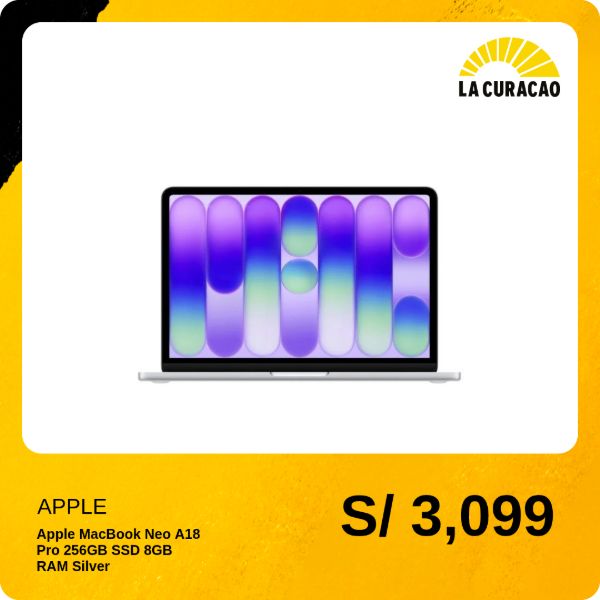 LA CURACAO
APPLE
S/ 3,099
Apple MacBook Neo A18
Pro 256GB SSD 8GB
RAM Silver